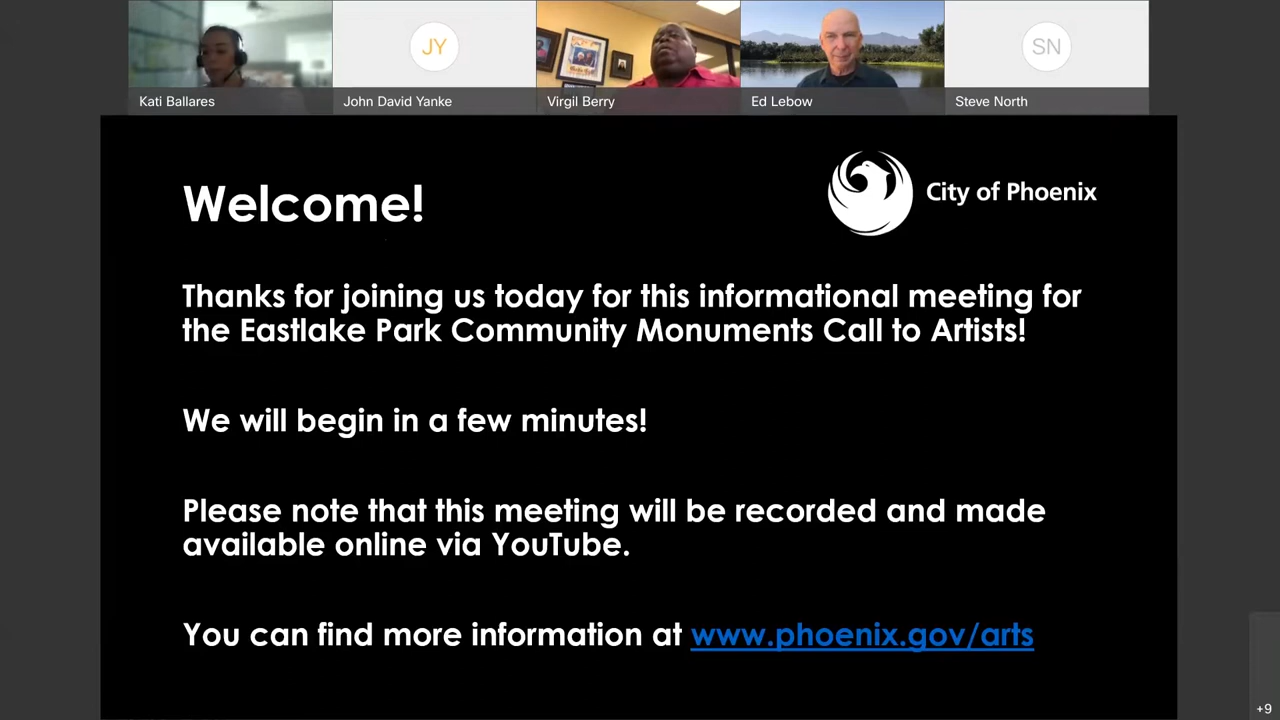 JY
SN
Kati Ballares
John David Yanke
Virgil Berry
Ed Lebow
Steve North
Welcome!
City of Phoenix
Thanks for joining us today for this informational meeting for
the Eastlake Park Community Monuments Call to Artists!
We will begin in a few minutes!
Please note that this meeting will be recorded and made
available online via YouTube.
You can find more information at www.phoenix.gov/arts
+9